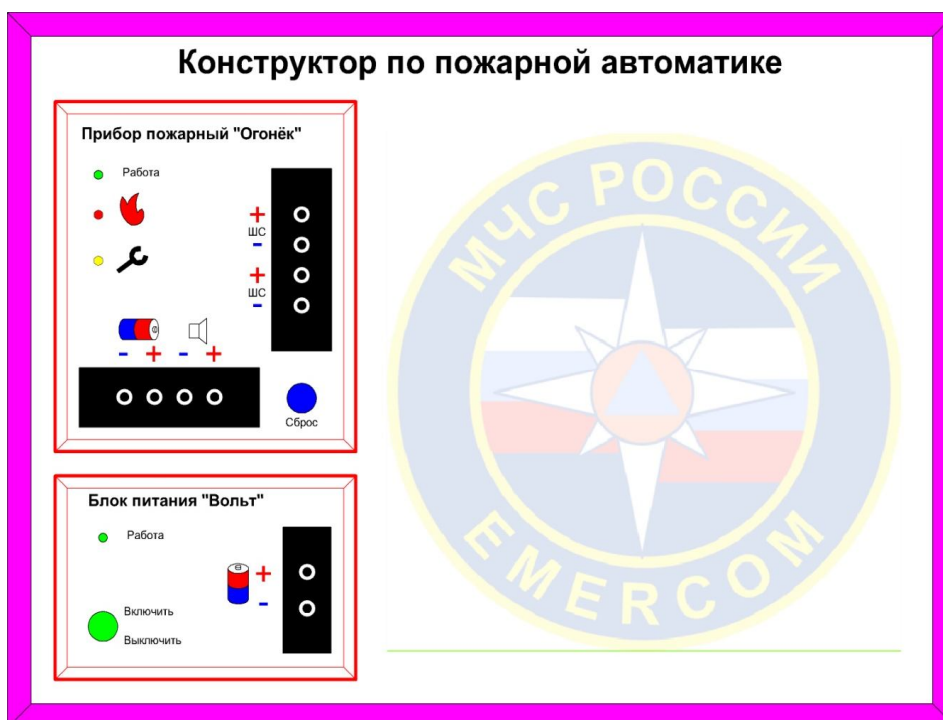 Конструктор по пожарной автоматике
Прибор пожарный "Огонёк"
Работа
+
ШС
-
+
ШС
-
- + - +
Сброс
Блок питания "Вольт"
Работа
+
-
Включить
Выключить
МЧС РОССИИ
EMERCOM